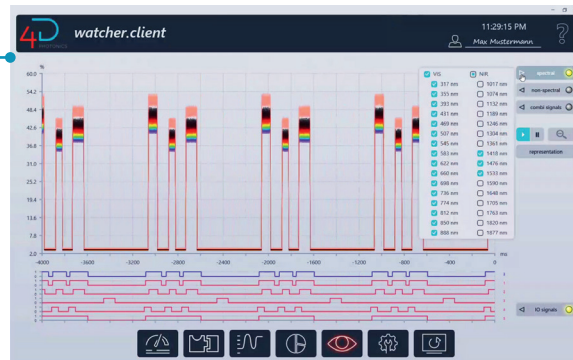 4D
PHOTONICS
watcher.client
11:29:15 PM
Max Mustermann
?
%
60.0
54.2
48.4
42.6
36.8
31.0
25.2
19.4
13.6
7.8
2.0
-4000
-3600
-3200
-2800
-2400
-2000
-1600
-1200
-800
-400
0
ms
VIS NIR
317 nm 1017 nm
355 nm 1074 nm
393 nm 1132 nm
431 nm 1189 nm
469 nm 1246 nm
507 nm 1304 nm
545 nm 1361 nm
583 nm 1418 nm
622 nm 1476 nm
660 nm 1533 nm
698 nm 1590 nm
736 nm 1648 nm
774 nm 1705 nm
812 nm 1763 nm
850 nm 1820 nm
888 nm 1877 nm
spectral
non-spectral
combi signals
representation
IO signals